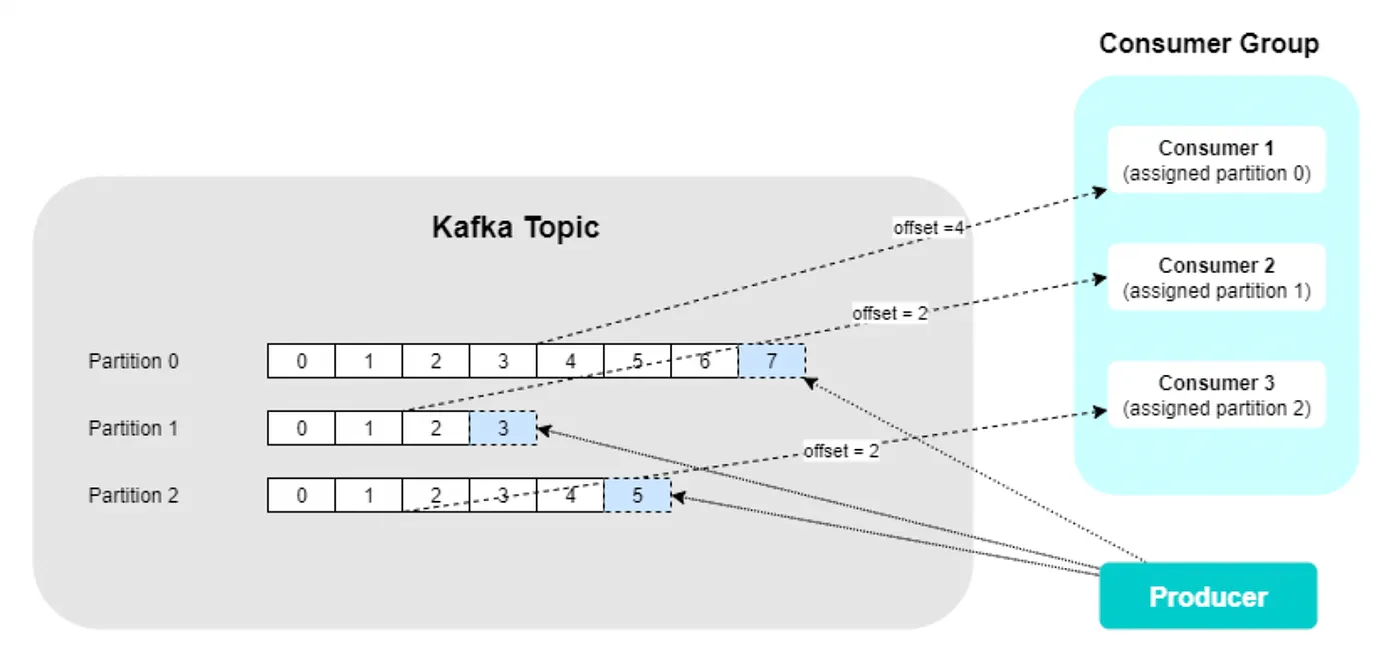 Consumer Group
Consumer 1
(assigned partition 0)
Kafka Topic
offset =4
Consumer 2
(assigned partition 1)
offset = 2
Partition 0 0 1 2 3 4 5 6 7
Consumer 3
(assigned partition 2)
Partition 1 0 1 2 3
offset = 2
Partition 2 0 1 2 3 4 5
Producer